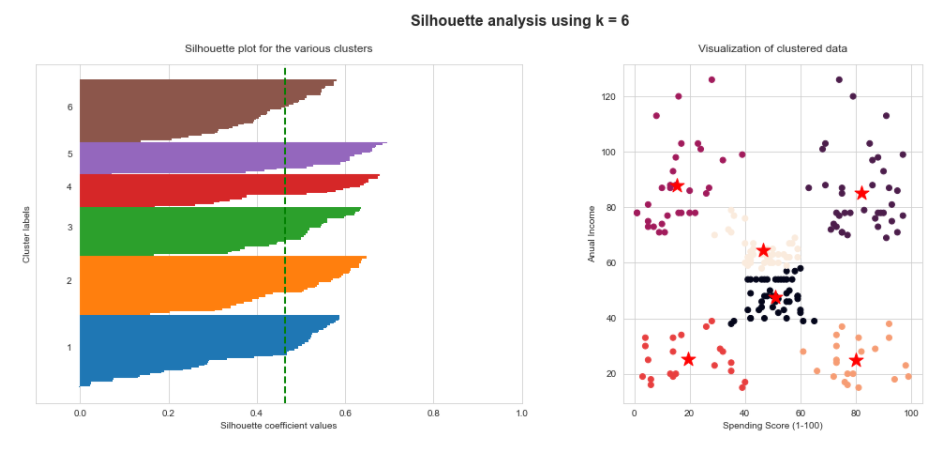 Silhouette analysis using k = 6
Silhouette plot for the various clusters
Cluster labels
6
5
4
3
2
1
0.0 0.2 0.4 0.6 0.8 1.0
Silhouette coefficient values
Visualization of clustered data
Anual Income
120
100
80
60
40
20
0 20 40 60 80 100
Spending Score (1-100)